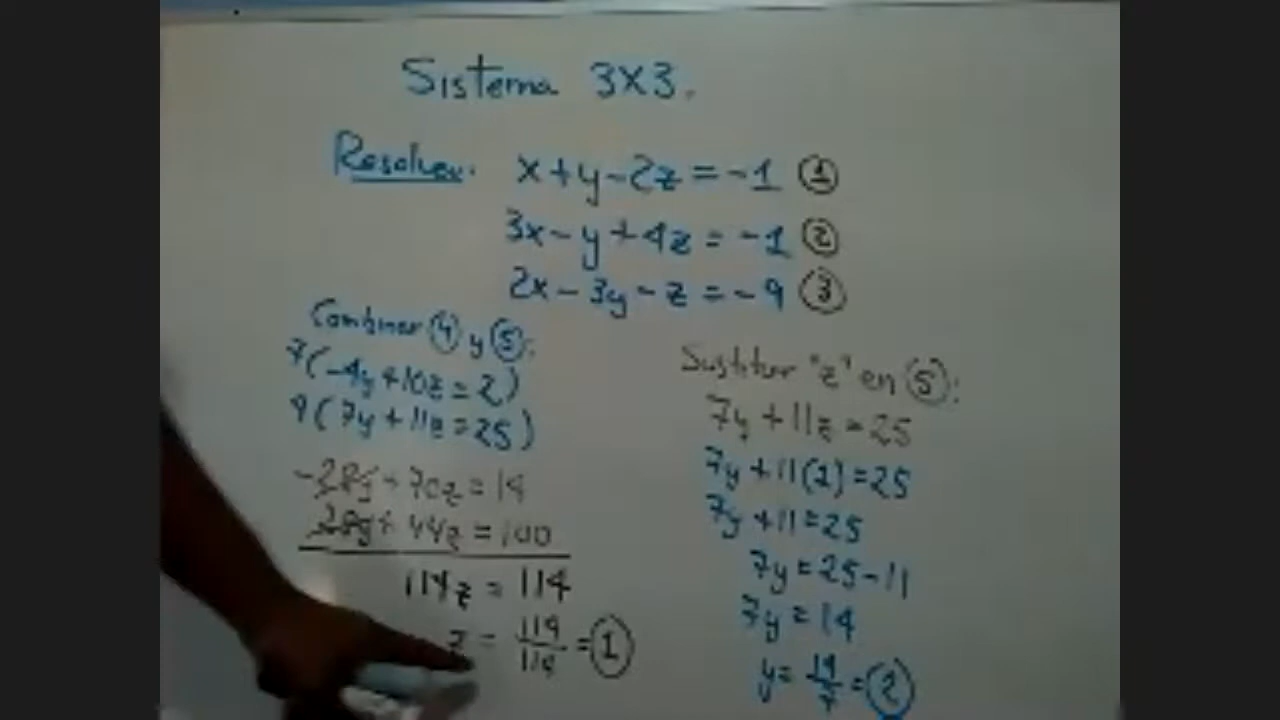 Sistema 3x3.
Resolver: x+y-2z=-1 ①
3x-y+4z=-1 ②
2x-3y-z=-9 ③
Combinar ④ y ⑤:
7(-4y+10z=2)
4(7y+11z=25)
-28y+70z=14
28y+44z=100
114z=114
z=114/114=①
Sustituir "z" en ⑤:
7y+11z=25
7y+11(1)=25
7y+11=25
7y=25-11
7y=14
y=14/7=②